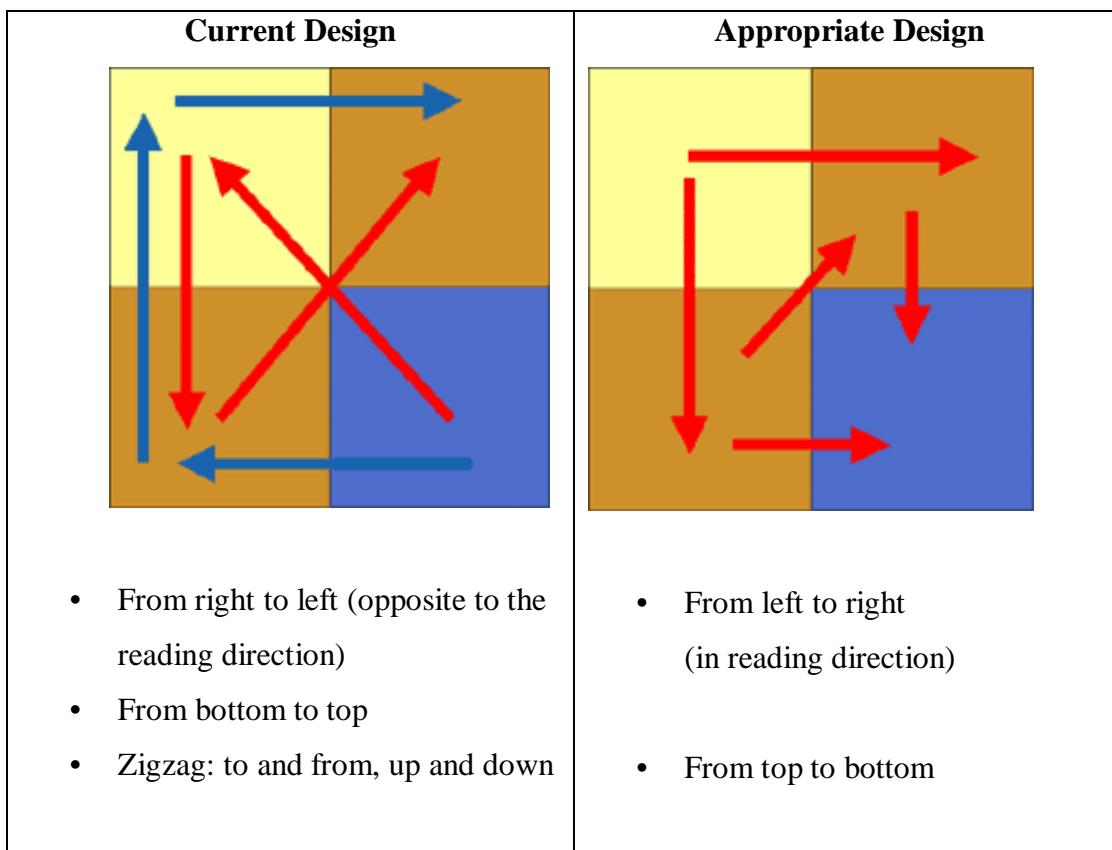 Current Design
• From right to left (opposite to the
reading direction)
• From bottom to top
• Zigzag: to and from, up and down
Appropriate Design
• From left to right
(in reading direction)
• From top to bottom